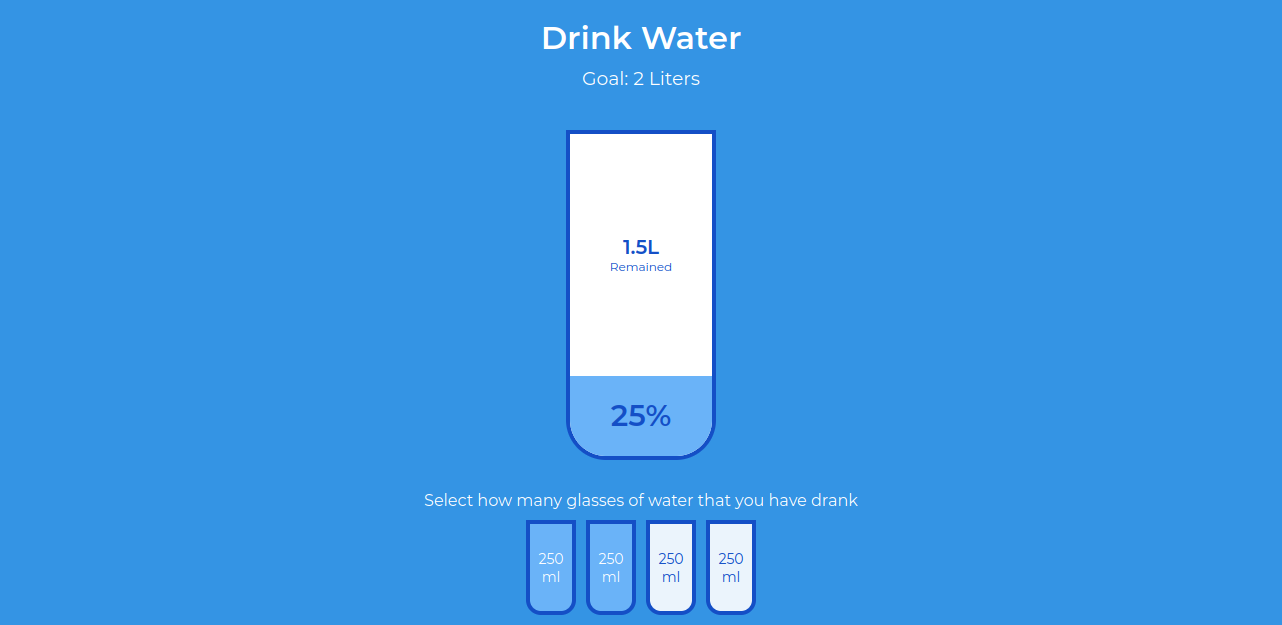 Drink Water
Goal: 2 Liters
1.5L
Remained
25%
Select how many glasses of water that you have drank
250 ml
250 ml
250 ml
250 ml